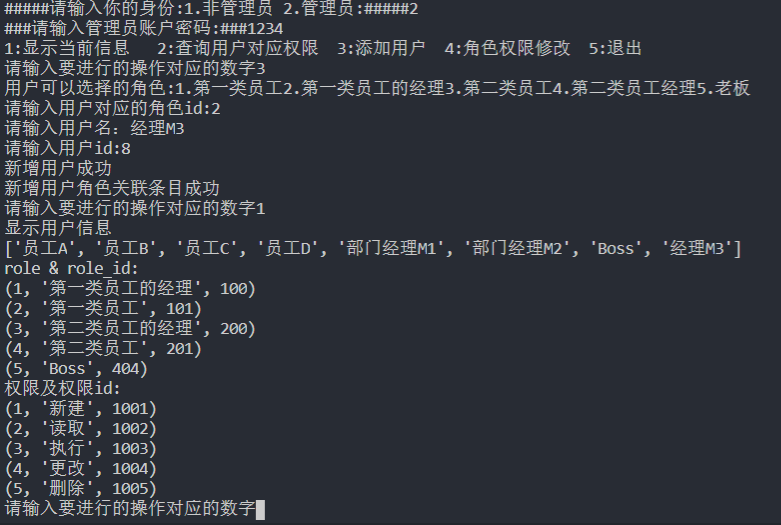 #####请输入你的身份:1.非管理员 2.管理员:#####2
###请输入管理员账户密码:###1234
1:显示当前信息   2:查询用户对应权限  3:添加用户  4:角色权限修改  5:退出
请输入要进行的操作对应的数字3
用户可以选择的角色:1.第一类员工2.第一类员工的经理3.第二类员工4.第二类员工经理5.老板
请输入用户对应的角色id:2
请输入用户名: 经理M3
请输入用户id:8
新增用户成功
新增用户角色关联条目成功
请输入要进行的操作对应的数字1
显示用户信息
['员工A', '员工B', '员工C', '员工D', '部门经理M1', '部门经理M2', 'Boss', '经理M3']
role & role_id:
(1, '第一类员工的经理', 100)
(2, '第一类员工', 101)
(3, '第二类员工的经理', 200)
(4, '第二类员工', 201)
(5, 'Boss', 404)
权限及权限id:
(1, '新建', 1001)
(2, '读取', 1002)
(3, '执行', 1003)
(4, '更改', 1004)
(5, '删除', 1005)
请输入要进行的操作对应的数字